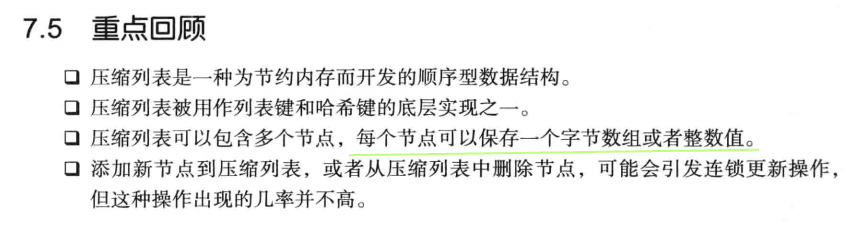 7.5 重点回顾
❏ 压缩列表是一种为节约内存而开发的顺序型数据结构。
❏ 压缩列表被用作列表键和哈希键的底层实现之一。
❏ 压缩列表可以包含多个节点，每个节点可以保存一个字节数组或者整数值。
❏ 添加新节点到压缩列表，或者从压缩列表中删除节点，可能会引发连锁更新操作，
但这种操作出现的几率并不高。